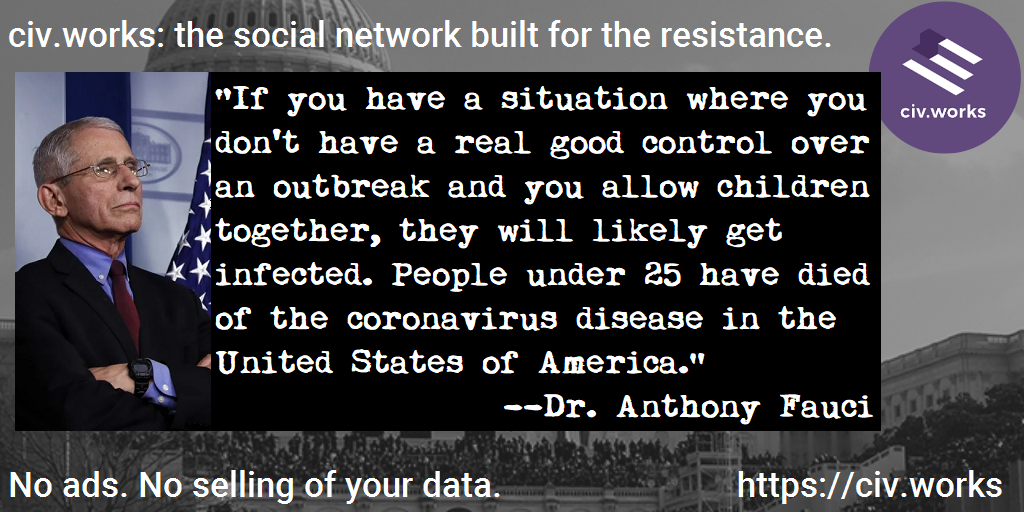 civ.works: the social network built for the resistance.
civ.works
"If you have a situation where you
don't have a real good control over
an outbreak and you allow children
together, they will likely get
infected. People under 25 have died
of the coronavirus disease in the
United States of America."
--Dr. Anthony Fauci
No ads. No selling of your data.
https://civ.works